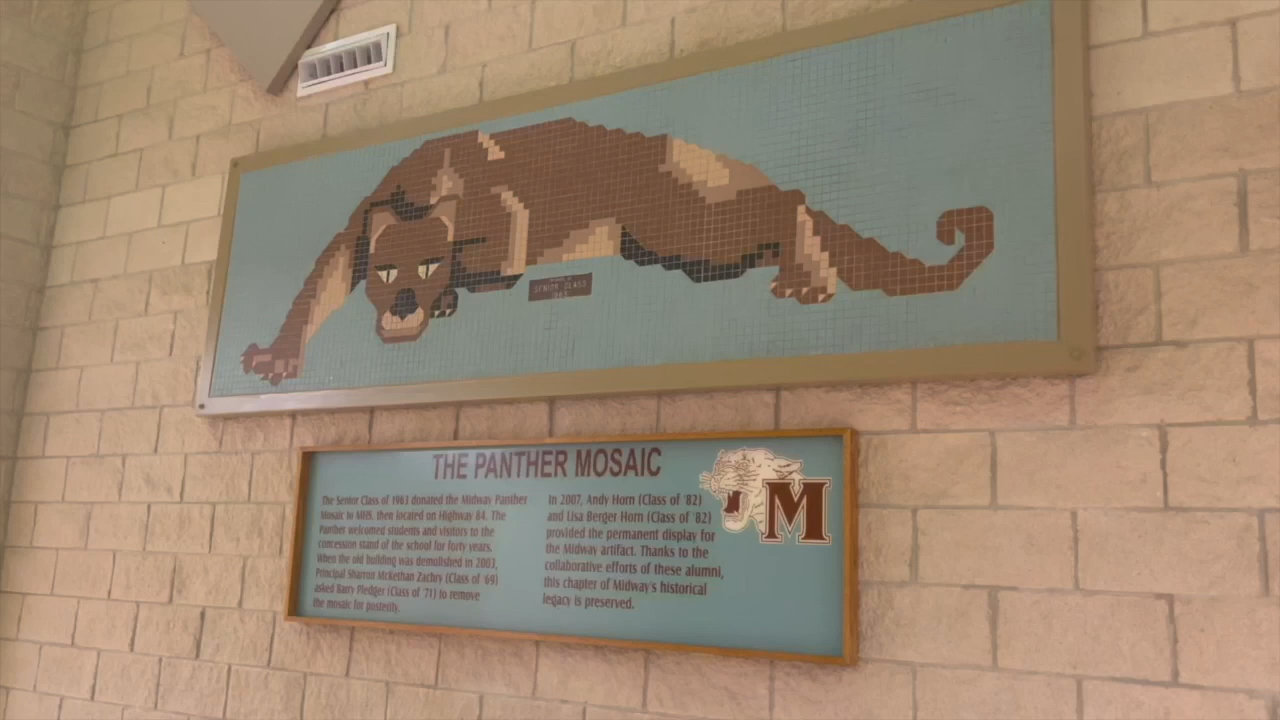 SENIOR CLASS
1963
THE PANTHER MOSAIC
The Senior Class of 1963 donated the Midway Panther
Mosaic to MHS, then located on Highway 84. The
Panther welcomed students and visitors to the
concession stand of the school for forty years.
When the old building was demolished in 2003,
Principal Sharron McKethan Zachry (Class of '69)
asked Barry Pledger (Class of '71) to remove
the mosaic for posterity.
In 2007, Andy Horn (Class of '82)
and Lisa Berger Horn (Class of '82)
provided the permanent display for
the Midway artifact. Thanks to the
collaborative efforts of these alumni,
this chapter of Midway's historical
legacy is preserved.
M